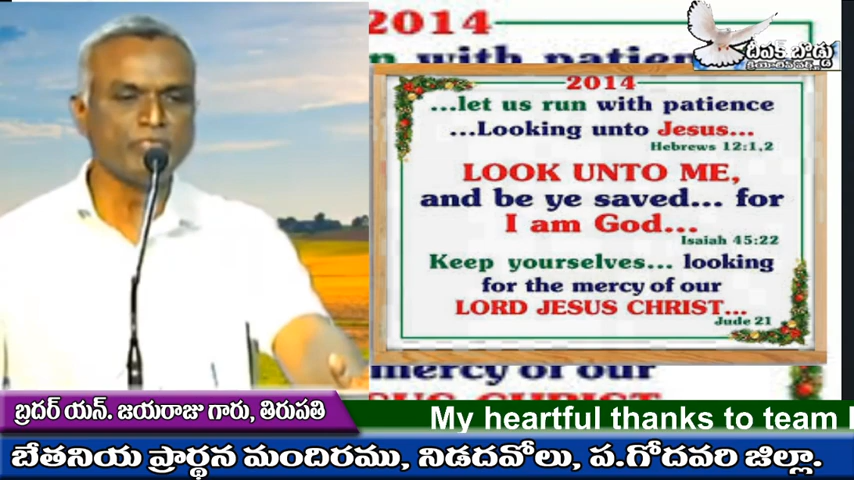 2014
with patience
దీపక్ బొడ్డు
2014
...let us run with patience
...Looking unto Jesus...
Hebrews 12:1,2
LOOK UNTO ME,
and be ye saved... for
I am God...
Isaiah 45:22
Keep yourselves... looking
for the mercy of our
LORD JESUS CHRIST...
Jude 21
mercy of our
బ్రదర్ యన్. జయరాజు గారు, తిరుపతి
My heartful thanks to team
బేతనియ ప్రార్థన మందిరము, నిడదవోలు, ప.గోదవరి జిల్లా.